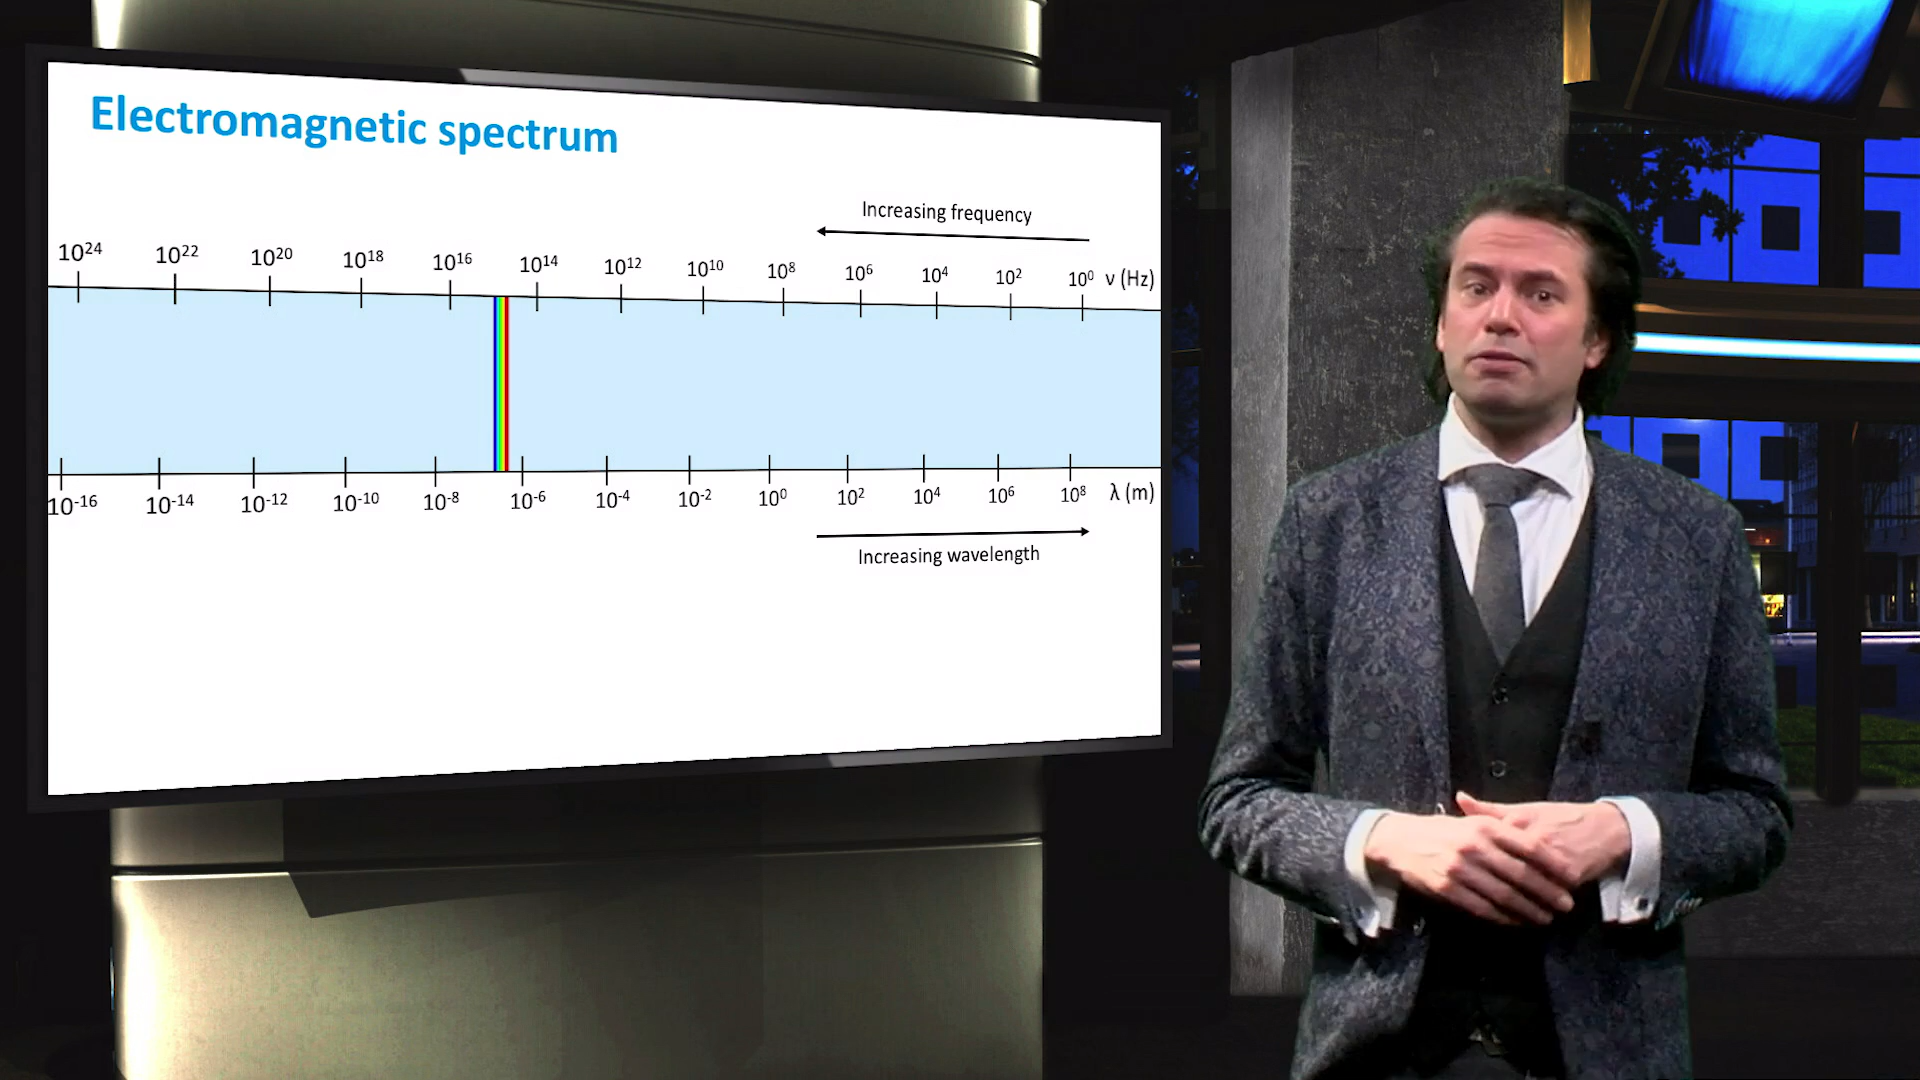 Electromagnetic spectrum
Increasing frequency
10²⁴ 10²² 10²⁰ 10¹⁸ 10¹⁶ 10¹⁴ 10¹² 10¹⁰ 10⁸ 10⁶ 10⁴ 10² 10⁰ ν (Hz)
10⁻¹⁶ 10⁻¹⁴ 10⁻¹² 10⁻¹⁰ 10⁻⁸ 10⁻⁶ 10⁻⁴ 10⁻² 10⁰ 10² 10⁴ 10⁶ 10⁸ λ (m)
Increasing wavelength